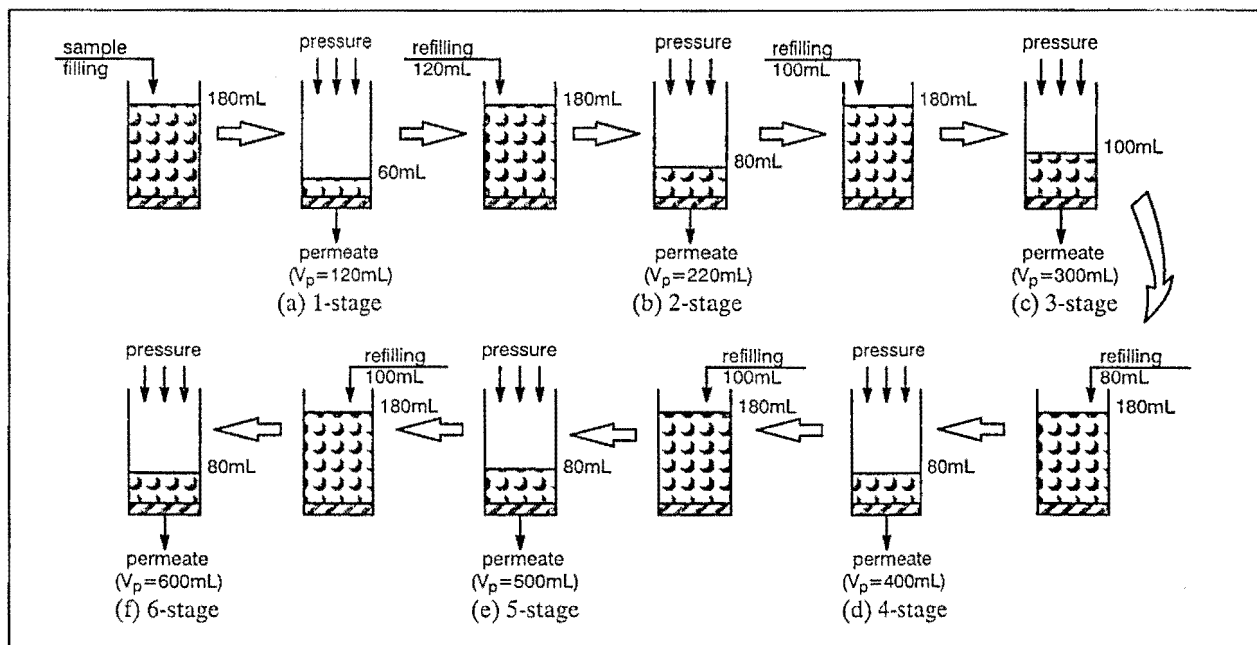 sample
filling
180mL
pressure
60mL
permeate
(Vp=120mL)
(a) 1-stage
refilling
120mL
180mL
pressure
80mL
permeate
(Vp=220mL)
(b) 2-stage
refilling
100mL
180mL
pressure
100mL
permeate
(Vp=300mL)
(c) 3-stage
refilling
80mL
180mL
pressure
80mL
permeate
(Vp=400mL)
(d) 4-stage
refilling
100mL
180mL
pressure
80mL
permeate
(Vp=500mL)
(e) 5-stage
refilling
100mL
180mL
pressure
80mL
permeate
(Vp=600mL)
(f) 6-stage